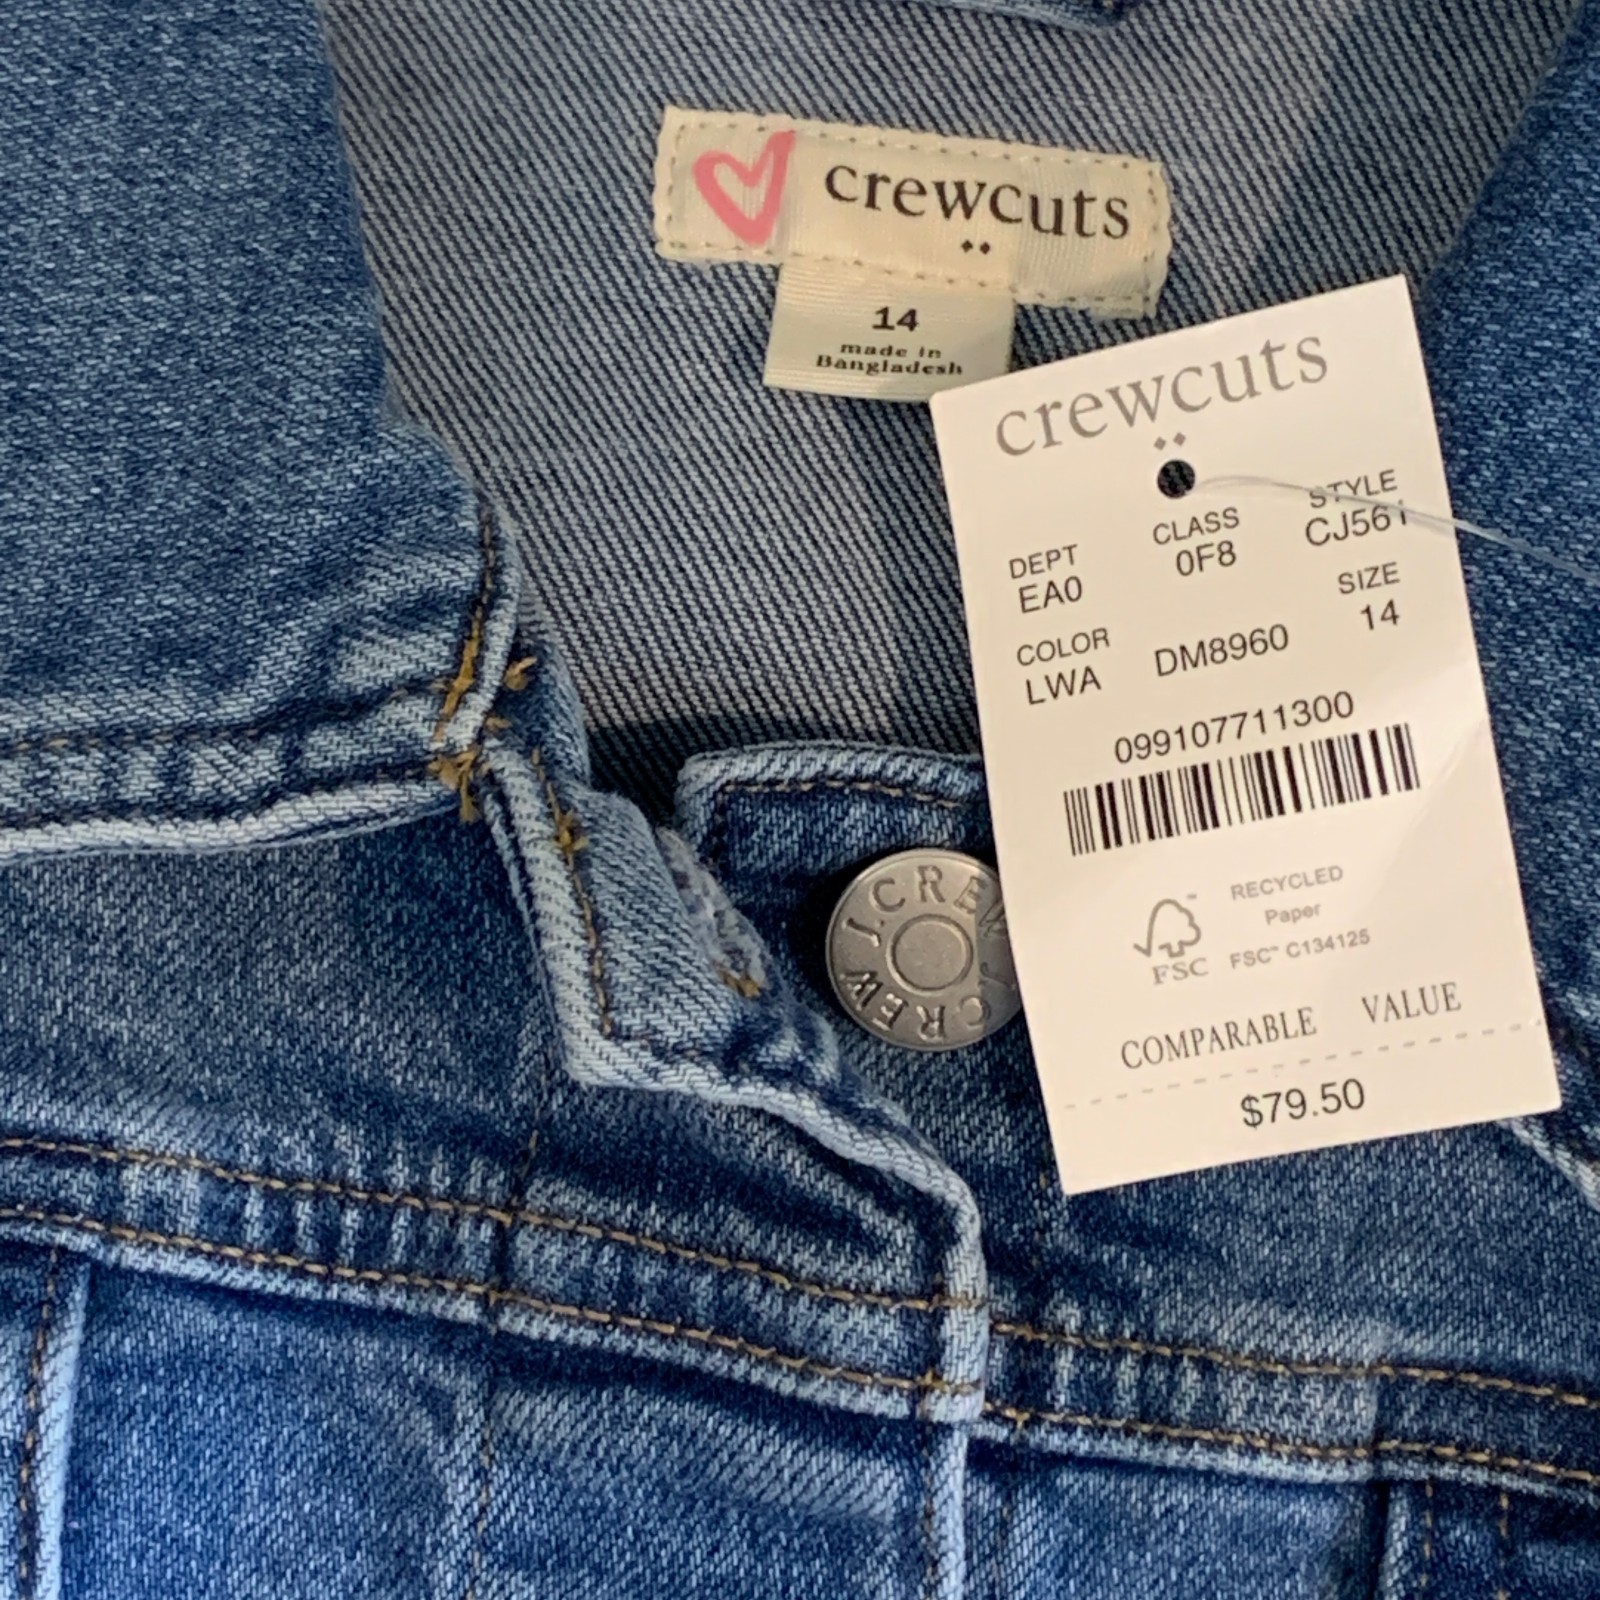 crewcuts
14
made in
Bangladesh
crewcuts
DEPT CLASS STYLE
EA0 0F8 CJ561
COLOR SIZE
LWA DM8960 14
099107711300
RECYCLED
Paper
FSC™ C134125
FSC
COMPARABLE VALUE
$79.50
J.CREW J.CREW